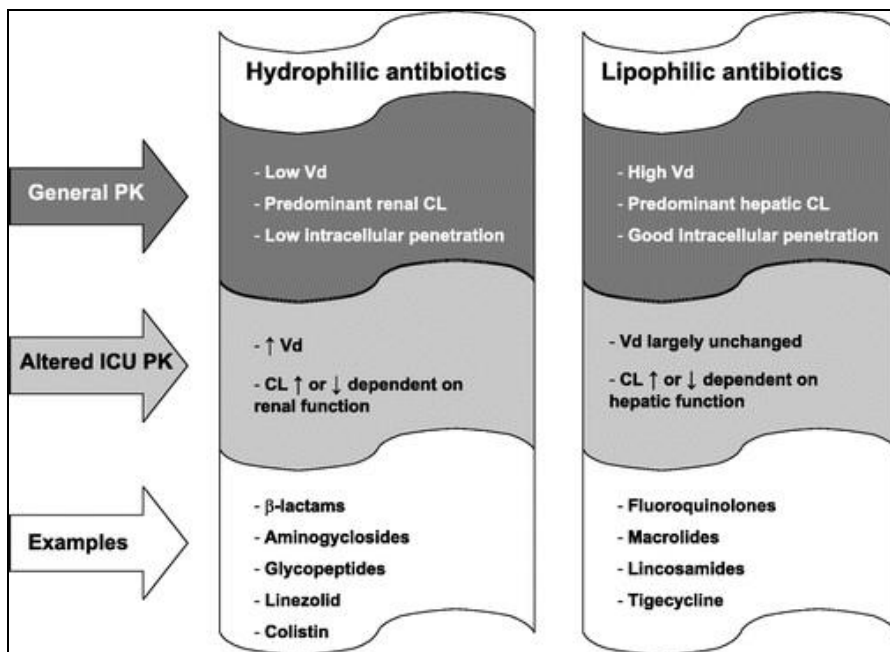 Hydrophilic antibiotics
Lipophilic antibiotics
General PK
- Low Vd
- Predominant renal CL
- Low intracellular penetration
- High Vd
- Predominant hepatic CL
- Good intracellular penetration
Altered ICU PK
- ↑ Vd
- CL ↑ or ↓ dependent on
renal function
- Vd largely unchanged
- CL ↑ or ↓ dependent on
hepatic function
Examples
- β-lactams
- Aminogyclosides
- Glycopeptides
- Linezolid
- Colistin
- Fluoroquinolones
- Macrolides
- Lincosamides
- Tigecycline